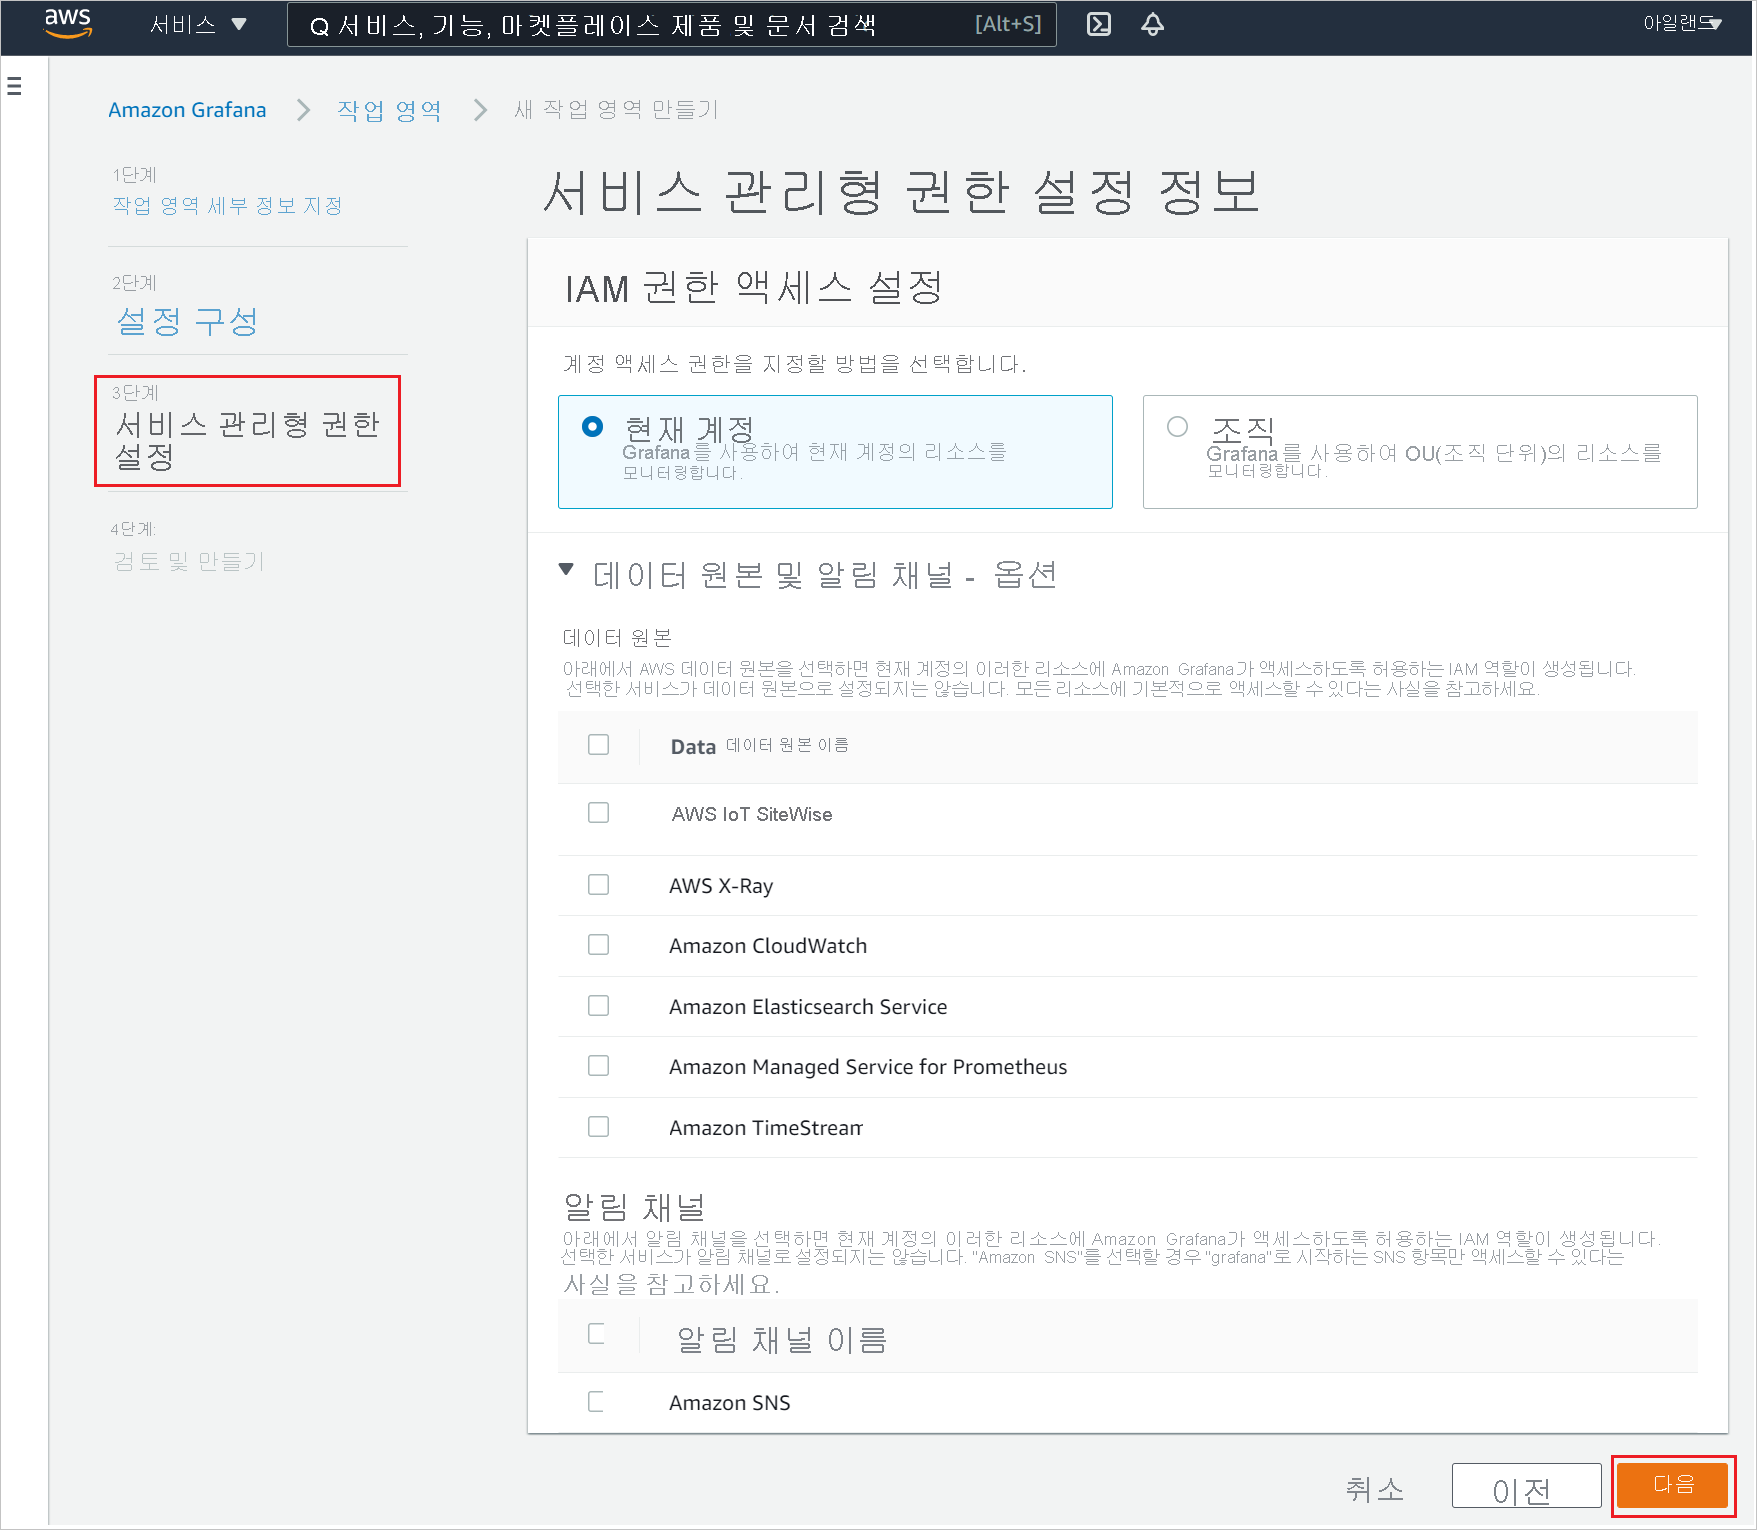 aws 서비스 Q 서비스, 기능, 마켓플레이스 제품 및 문서 검색 [Alt+S] 아일랜드
Amazon Grafana 작업 영역 새 작업 영역 만들기
1단계
작업 영역 세부 정보 지정
2단계
설정 구성
3단계
서비스 관리형 권한
설정
4단계:
검토 및 만들기
서비스 관리형 권한 설정 정보
IAM 권한 액세스 설정
계정 액세스 권한을 지정할 방법을 선택합니다.
현재 계정
Grafana를 사용하여 현재 계정의 리소스를
모니터링합니다.
조직
Grafana를 사용하여 OU(조직 단위)의 리소스를
모니터링합니다.
데이터 원본 및 알림 채널 - 옵션
데이터 원본
아래에서 AWS 데이터 원본을 선택하면 현재 계정의 이러한 리소스에 Amazon Grafana가 액세스하도록 허용하는 IAM 역할이 생성됩니다.
선택한 서비스가 데이터 원본으로 설정되지는 않습니다. 모든 리소스에 기본적으로 액세스할 수 있다는 사실을 참고하세요.
Data 데이터 원본 이름
AWS IoT SiteWise
AWS X-Ray
Amazon CloudWatch
Amazon Elasticsearch Service
Amazon Managed Service for Prometheus
Amazon TimeStream
알림 채널
아래에서 알림 채널을 선택하면 현재 계정의 이러한 리소스에 Amazon Grafana가 액세스하도록 허용하는 IAM 역할이 생성됩니다.
선택한 서비스가 알림 채널로 설정되지는 않습니다. "Amazon SNS"를 선택할 경우 "grafana"로 시작하는 SNS 항목만 액세스할 수 있다는
사실을 참고하세요.
알림 채널 이름
Amazon SNS
취소 이전 다음